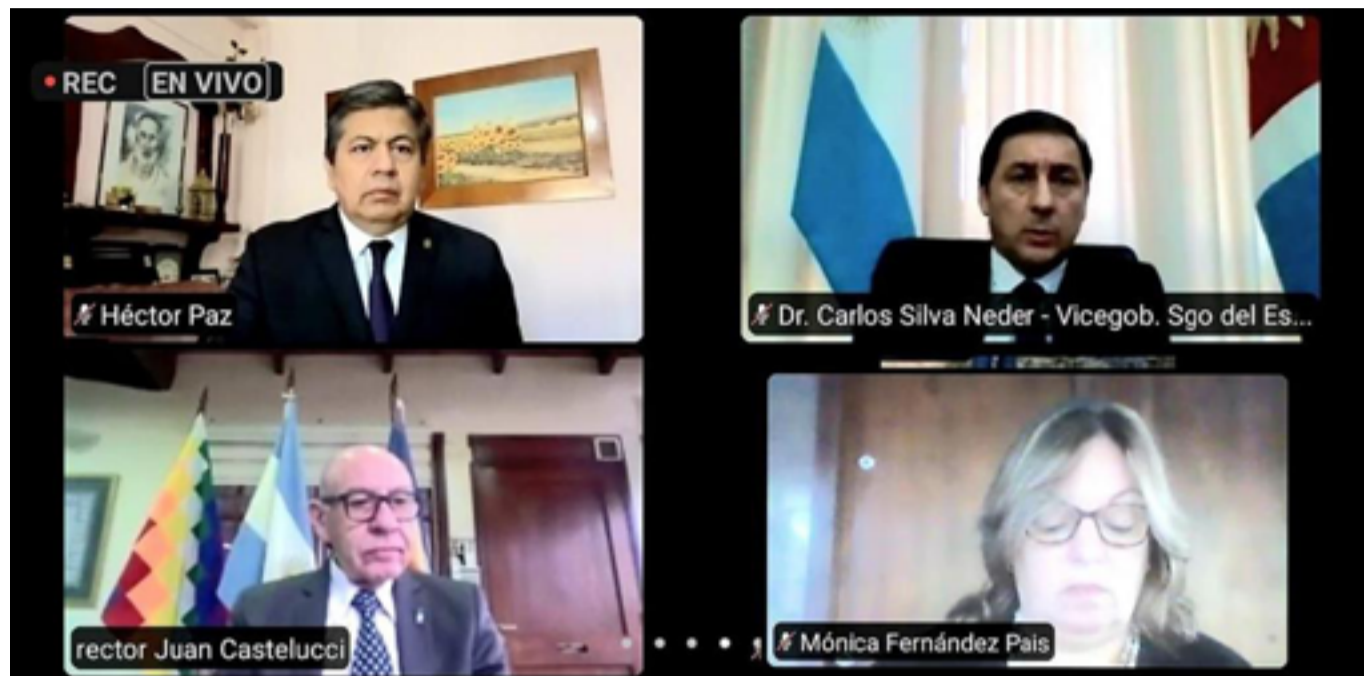 REC EN VIVO
Héctor Paz
Dr. Carlos Silva Neder - Vicegob. Sgo del Es...
rector Juan Castelucci
Mónica Fernández Pais